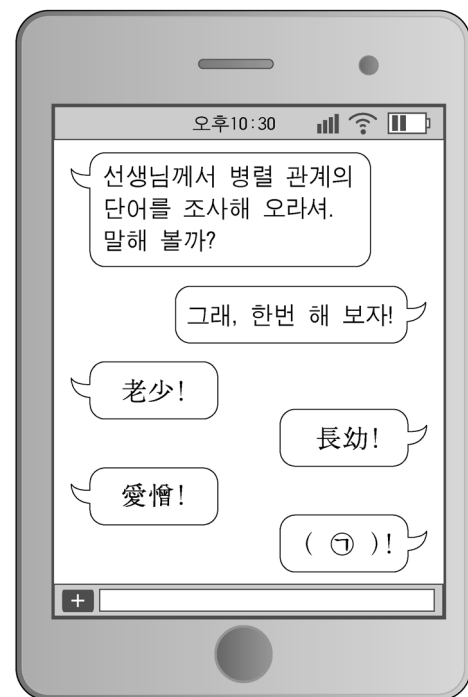 오후10:30
선생님께서 병렬 관계의
단어를 조사해 오라셔.
말해 볼까?
그래, 한번 해 보자!
老少!
長幼!
愛憎!
( ㉠ )!
+